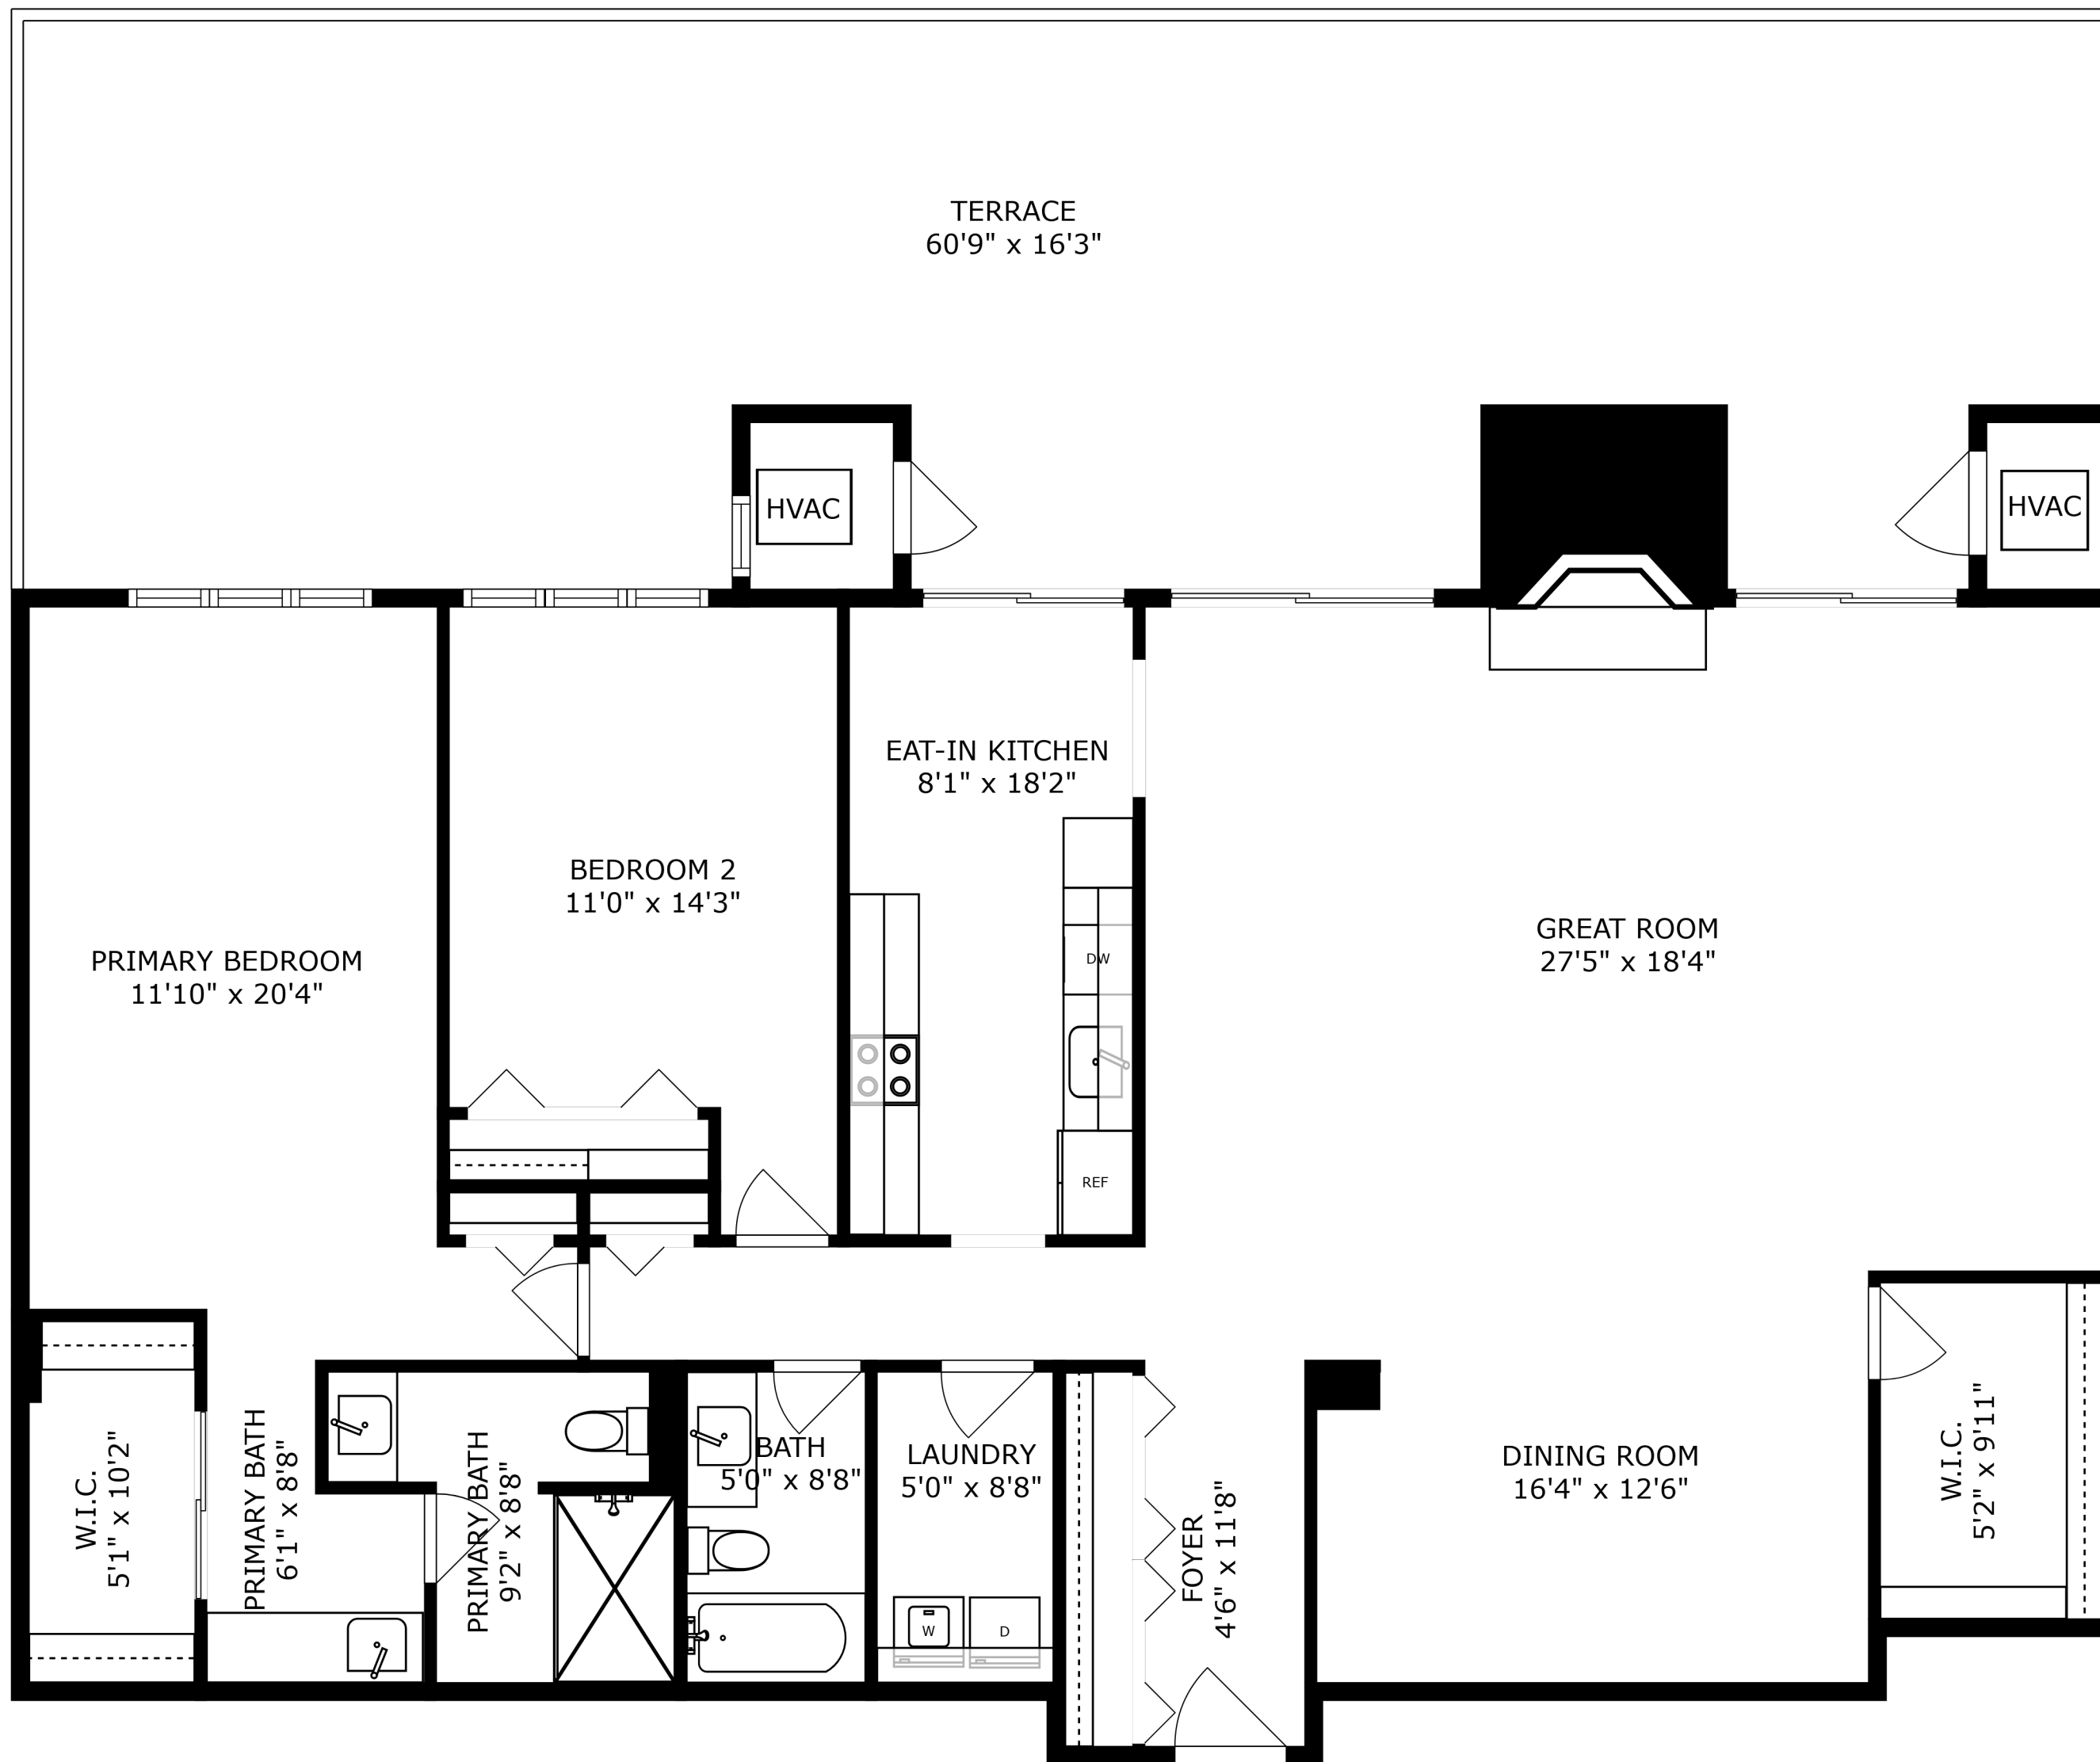 TERRACE
60'9" x 16'3"
HVAC
HVAC
EAT-IN KITCHEN
8'1" x 18'2"
BEDROOM 2
11'0" x 14'3"
GREAT ROOM
27'5" x 18'4"
PRIMARY BEDROOM
11'10" x 20'4"
DW
REF
W.I.C.
5'1" x 10'2"
PRIMARY BATH
6'1" x 8'8"
PRIMARY BATH
9'2" x 8'8"
BATH
5'0" x 8'8"
LAUNDRY
5'0" x 8'8"
W
D
FOYER
4'6" x 11'8"
DINING ROOM
16'4" x 12'6"
W.I.C.
5'2" x 9'11"